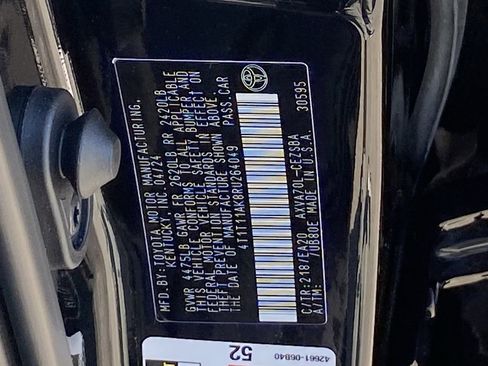 MFD. BY: TOYOTA MOTOR MANUFACTURING.
KENTUCKY, INC. 04/24
GVWR 4475LB GAWR FR 2620LB RR 2420LB
THIS VEHICLE CONFORMS TO ALL APPLICABLE
FEDERAL MOTOR VEHICLE SAFETY BUMPER, AND
THEFT PREVENTION STANDARDS IN EFFECT ON
THE DATE OF MANUFACTURE SHOWN ABOVE.
4T1T11AK8RU264049 PASS.CAR
30595
C/TR:218/EA20 AXVA70L-CEZSBA
A/TM: 7UB80E MADE IN U.S.A.
42661-06B40
52